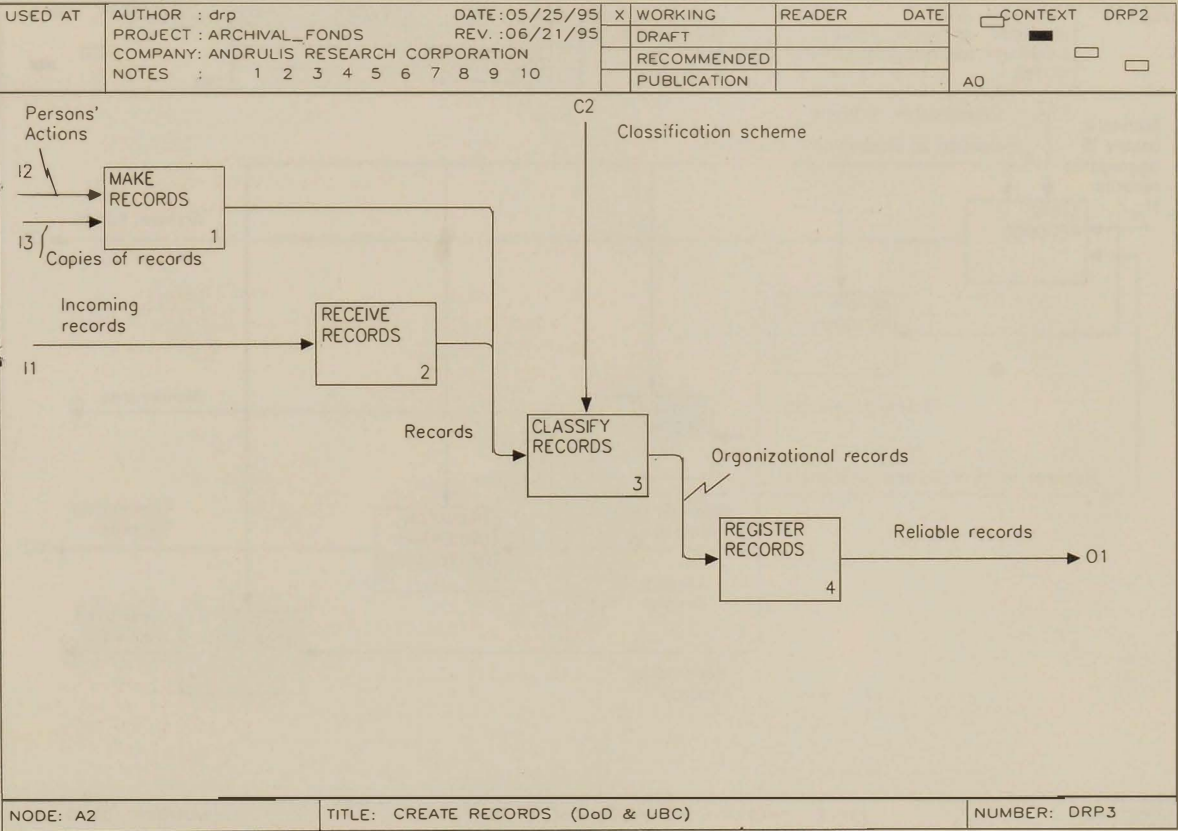 USED AT
AUTHOR : drp DATE:05/25/95
PROJECT : ARCHIVAL_FONDS REV. :06/21/95
COMPANY: ANDRULIS RESEARCH CORPORATION
NOTES : 1 2 3 4 5 6 7 8 9 10
X WORKING
DRAFT
RECOMMENDED
PUBLICATION
READER DATE
CONTEXT DRP2
A0
Persons'
Actions
I2
MAKE
RECORDS
1
I3
Copies of records
C2
Classification scheme
Incoming
records
I1
RECEIVE
RECORDS
2
Records
CLASSIFY
RECORDS
3
Organizational records
REGISTER
RECORDS
4
Reliable records
O1
NODE: A2
TITLE: CREATE RECORDS (DoD & UBC)
NUMBER: DRP3